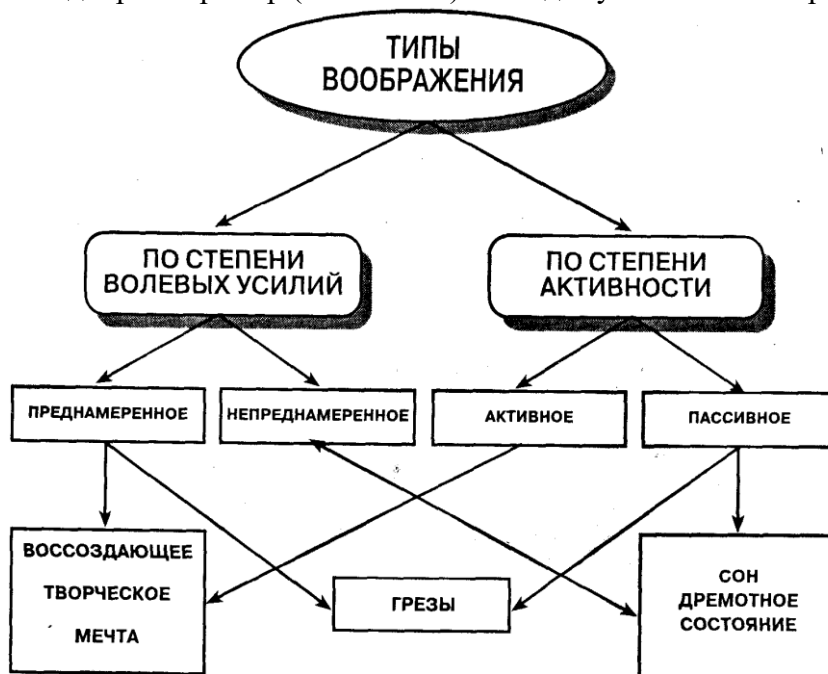 ТИПЫ
ВООБРАЖЕНИЯ
ПО СТЕПЕНИ
ВОЛЕВЫХ УСИЛИЙ
ПО СТЕПЕНИ
АКТИВНОСТИ
ПРЕДНАМЕРЕННОЕ
НЕПРЕДНАМЕРЕННОЕ
АКТИВНОЕ
ПАССИВНОЕ
ВОССОЗДАЮЩЕЕ
ТВОРЧЕСКОЕ
МЕЧТА
ГРЕЗЫ
СОН
ДРЕМОТНОЕ
СОСТОЯНИЕ